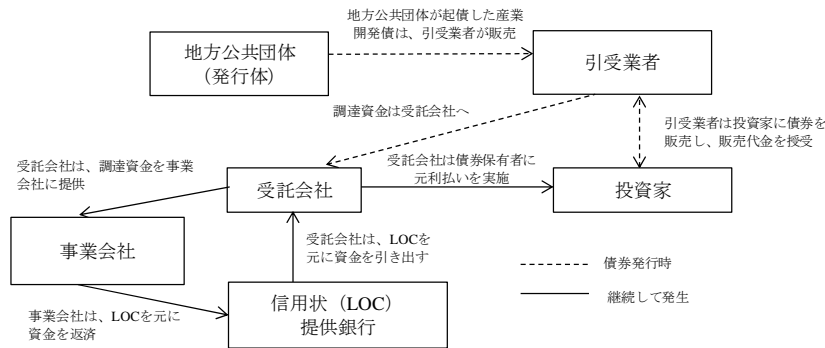 地方公共団体が起債した産業
開発債は、引受業者が販売
地方公共団体
（発行体）
引受業者
調達資金は受託会社へ
引受業者は投資家に債券を
販売し、販売代金を授受
受託会社は、調達資金を事業
会社に提供
受託会社は債券保有者に
元利払いを実施
受託会社
投資家
事業会社
受託会社は、LOCを
元に資金を引き出す
債券発行時
信用状（LOC）
提供銀行
継続して発生
事業会社は、LOCを元に
資金を返済